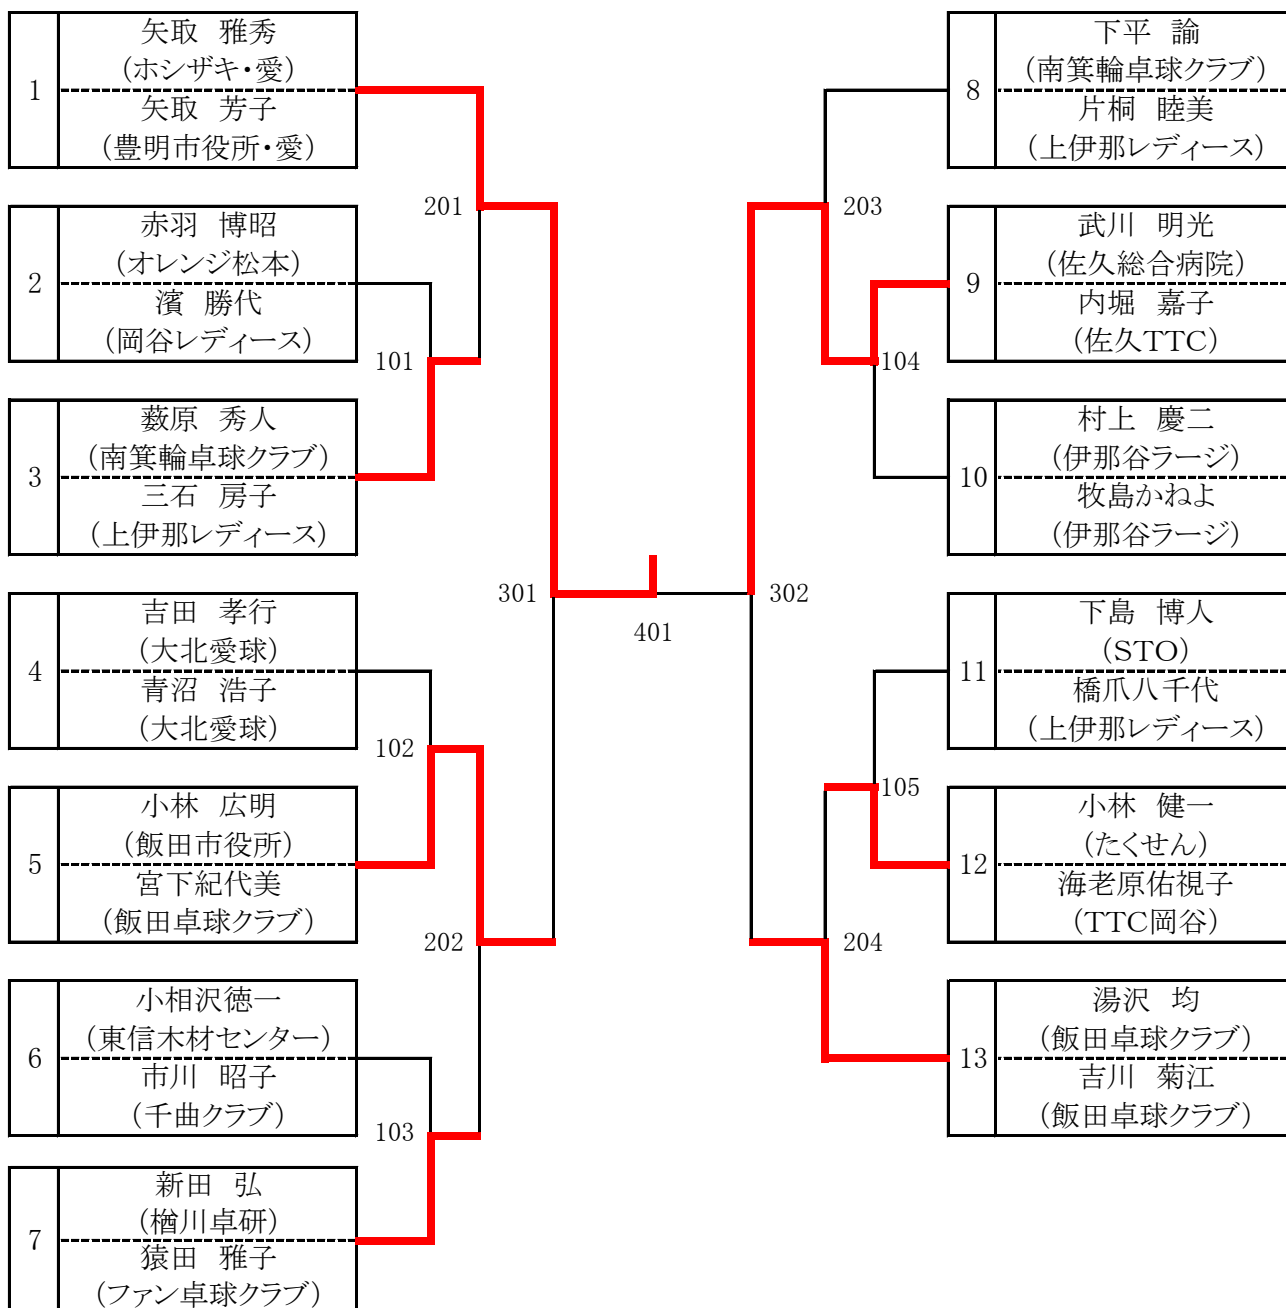 1
矢取 雅秀
(ホシザキ・愛)
矢取 芳子
(豊明市役所・愛)
2
赤羽 博昭
(オレンジ松本)
濱 勝代
(岡谷レディース)
3
薮原 秀人
(南箕輪卓球クラブ)
三石 房子
(上伊那レディース)
4
吉田 孝行
(大北愛球)
青沼 浩子
(大北愛球)
5
小林 広明
(飯田市役所)
宮下紀代美
(飯田卓球クラブ)
6
小相沢徳一
(東信木材センター)
市川 昭子
(千曲クラブ)
7
新田 弘
(楢川卓研)
猿田 雅子
(ファン卓球クラブ)
101
102
103
201
202
301
401
302
203
204
104
105
8
下平 諭
(南箕輪卓球クラブ)
片桐 睦美
(上伊那レディース)
9
武川 明光
(佐久総合病院)
内堀 嘉子
(佐久TTC)
10
村上 慶二
(伊那谷ラージ)
牧島かねよ
(伊那谷ラージ)
11
下島 博人
(STO)
橋爪八千代
(上伊那レディース)
12
小林 健一
(たくせん)
海老原佑視子
(TTC岡谷)
13
湯沢 均
(飯田卓球クラブ)
吉川 菊江
(飯田卓球クラブ)